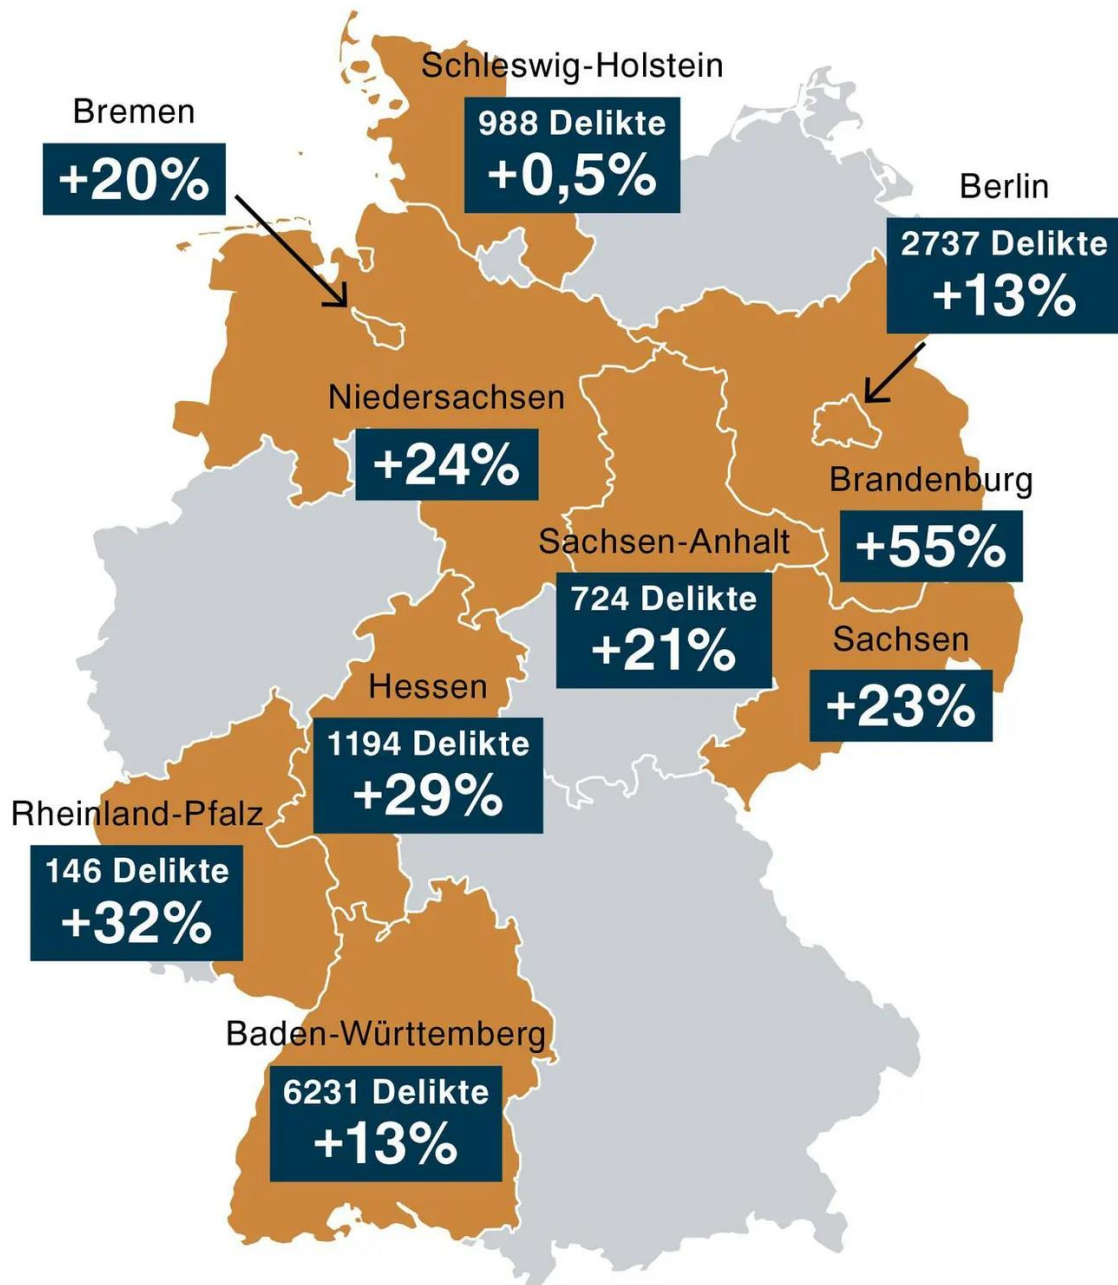 Schleswig-Holstein
988 Delikte
+0,5%
Bremen
+20%
Berlin
2737 Delikte
+13%
Niedersachsen
+24%
Brandenburg
+55%
Sachsen-Anhalt
724 Delikte
+21%
Sachsen
+23%
Hessen
1194 Delikte
+29%
Rheinland-Pfalz
146 Delikte
+32%
Baden-Württemberg
6231 Delikte
+13%